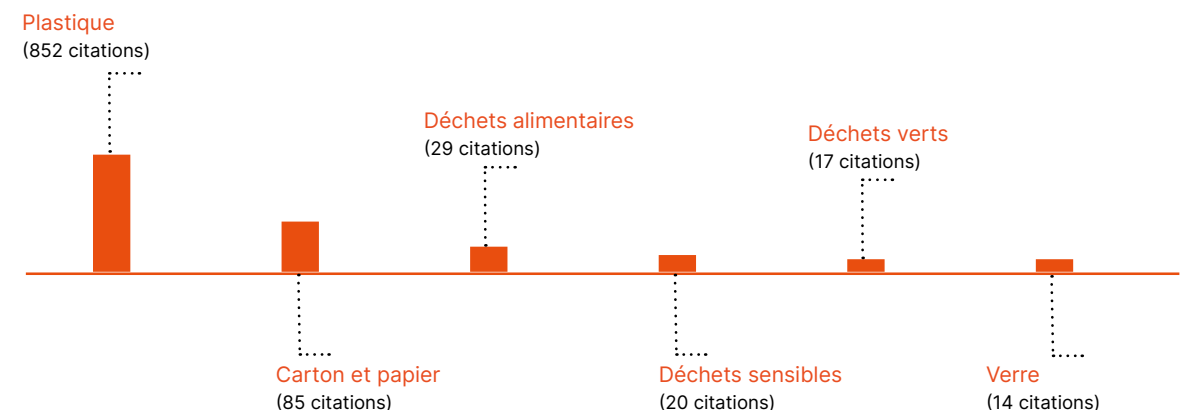 Plastique
(852 citations)
Carton et papier
(85 citations)
Déchets alimentaires
(29 citations)
Déchets sensibles
(20 citations)
Déchets verts
(17 citations)
Verre
(14 citations)